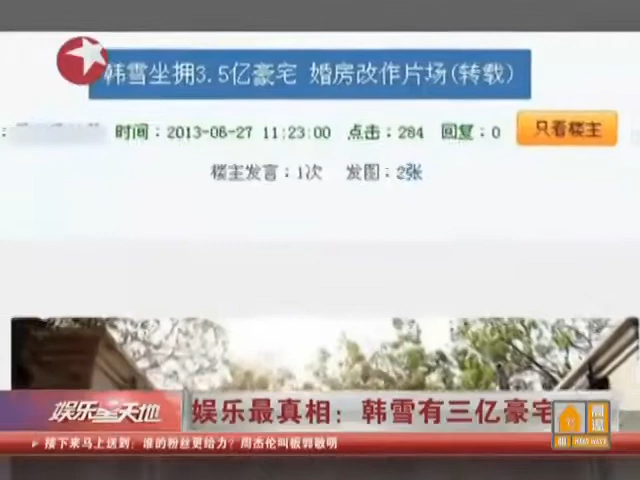 韩雪坐拥3.5亿豪宅 婚房改作片场(转载)
时间：2013-06-27 11:23:00 点击：284 回复：0 只看楼主
楼主发言：1次 发图：2张
娱乐星天地 娱乐最真相：韩雪有三亿豪宅
接下来马上送到：谁的粉丝更给力？周杰伦叫板郭敬明